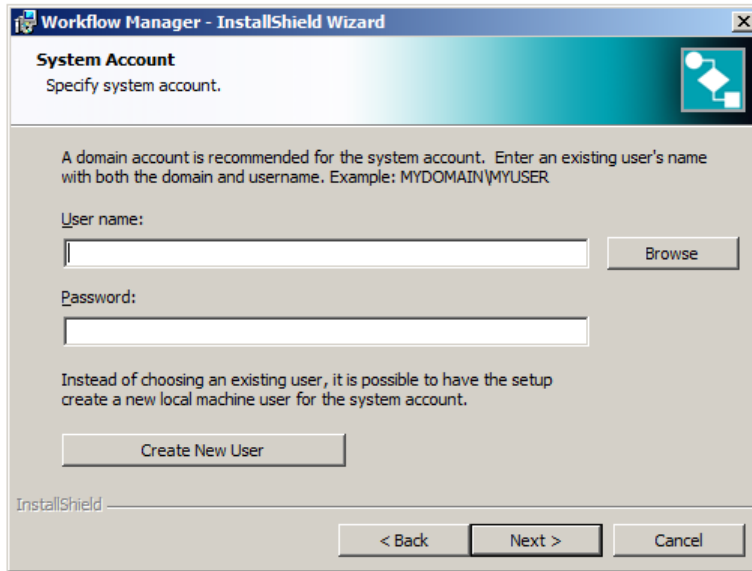 Workflow Manager - InstallShield Wizard
System Account
Specify system account.
A domain account is recommended for the system account. Enter an existing user's name
with both the domain and username. Example: MYDOMAIN\MYUSER
User name:
Browse
Password:
Instead of choosing an existing user, it is possible to have the setup
create a new local machine user for the system account.
Create New User
InstallShield
< Back Next > Cancel